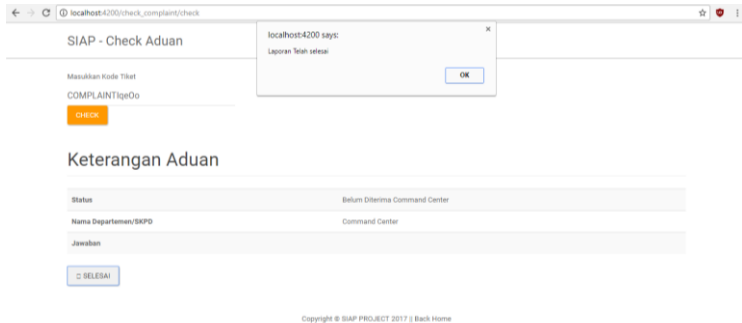 localhost:4200/check_complaint/check
SIAP - Check Aduan
localhost:4200 says:
Laporan Telah selesai
OK
Masukkan Kode Tiket
COMPLAINTIqeOo
CHECK
Keterangan Aduan
Status Belum Diterima Command Center
Nama Departemen/SKPD Command Center
Jawaban
SELESAI
Copyright © SIAP PROJECT 2017 || Back Home